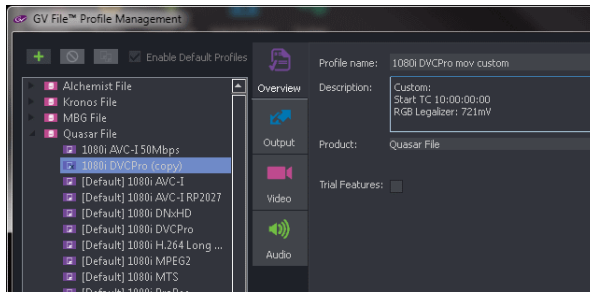 GV File™ Profile Management
Enable Default Profiles
Alchemist File
Kronos File
MBG File
Quasar File
1080i AVC-I 50Mbps
1080i DVCPro (copy)
[Default] 1080i AVC-I
[Default] 1080i AVC-I RP2027
[Default] 1080i DNxHD
[Default] 1080i DVCPro
[Default] 1080i H.264 Long ...
[Default] 1080i MPEG2
[Default] 1080i MTS
[Default] 1080i ProRes
Overview
Output
Video
Audio
Profile name: 1080i DVCPro mov custom
Description: Custom:
Start TC 10:00:00:00
RGB Legalizer: 721mV
Product: Quasar File
Trial Features: